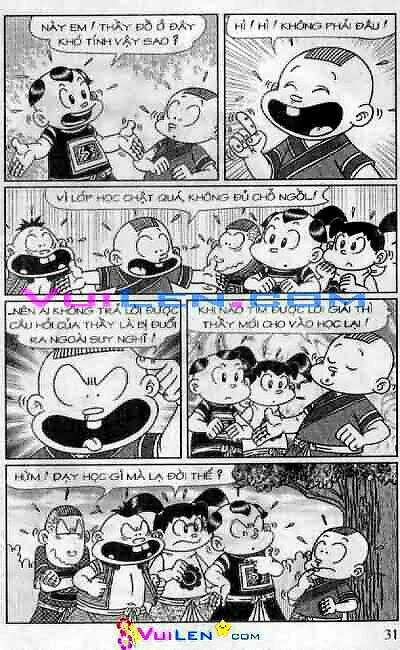 NÀY EM! THẦY ĐỒ Ở ĐÂY
KHÓ TÍNH VẬY SAO?
HÌ! HÌ! KHÔNG PHẢI ĐÂU!
VÌ LỚP HỌC CHẬT QUÁ, KHÔNG ĐỦ CHỖ NGỒI!
VUILEN.COM
...NÊN AI KHÔNG TRẢ LỜI ĐƯỢC
CÂU HỎI CỦA THẦY LÀ BỊ ĐUỔI
RA NGOÀI SUY NGHĨ!
KHI NÀO TÌM ĐƯỢC LỜI GIẢI THÌ
THẦY MỚI CHO VÀO HỌC LẠI!
HỪM! DẠY HỌC GÌ MÀ LẠ ĐỜI THẾ?
31
VUILEN.COM